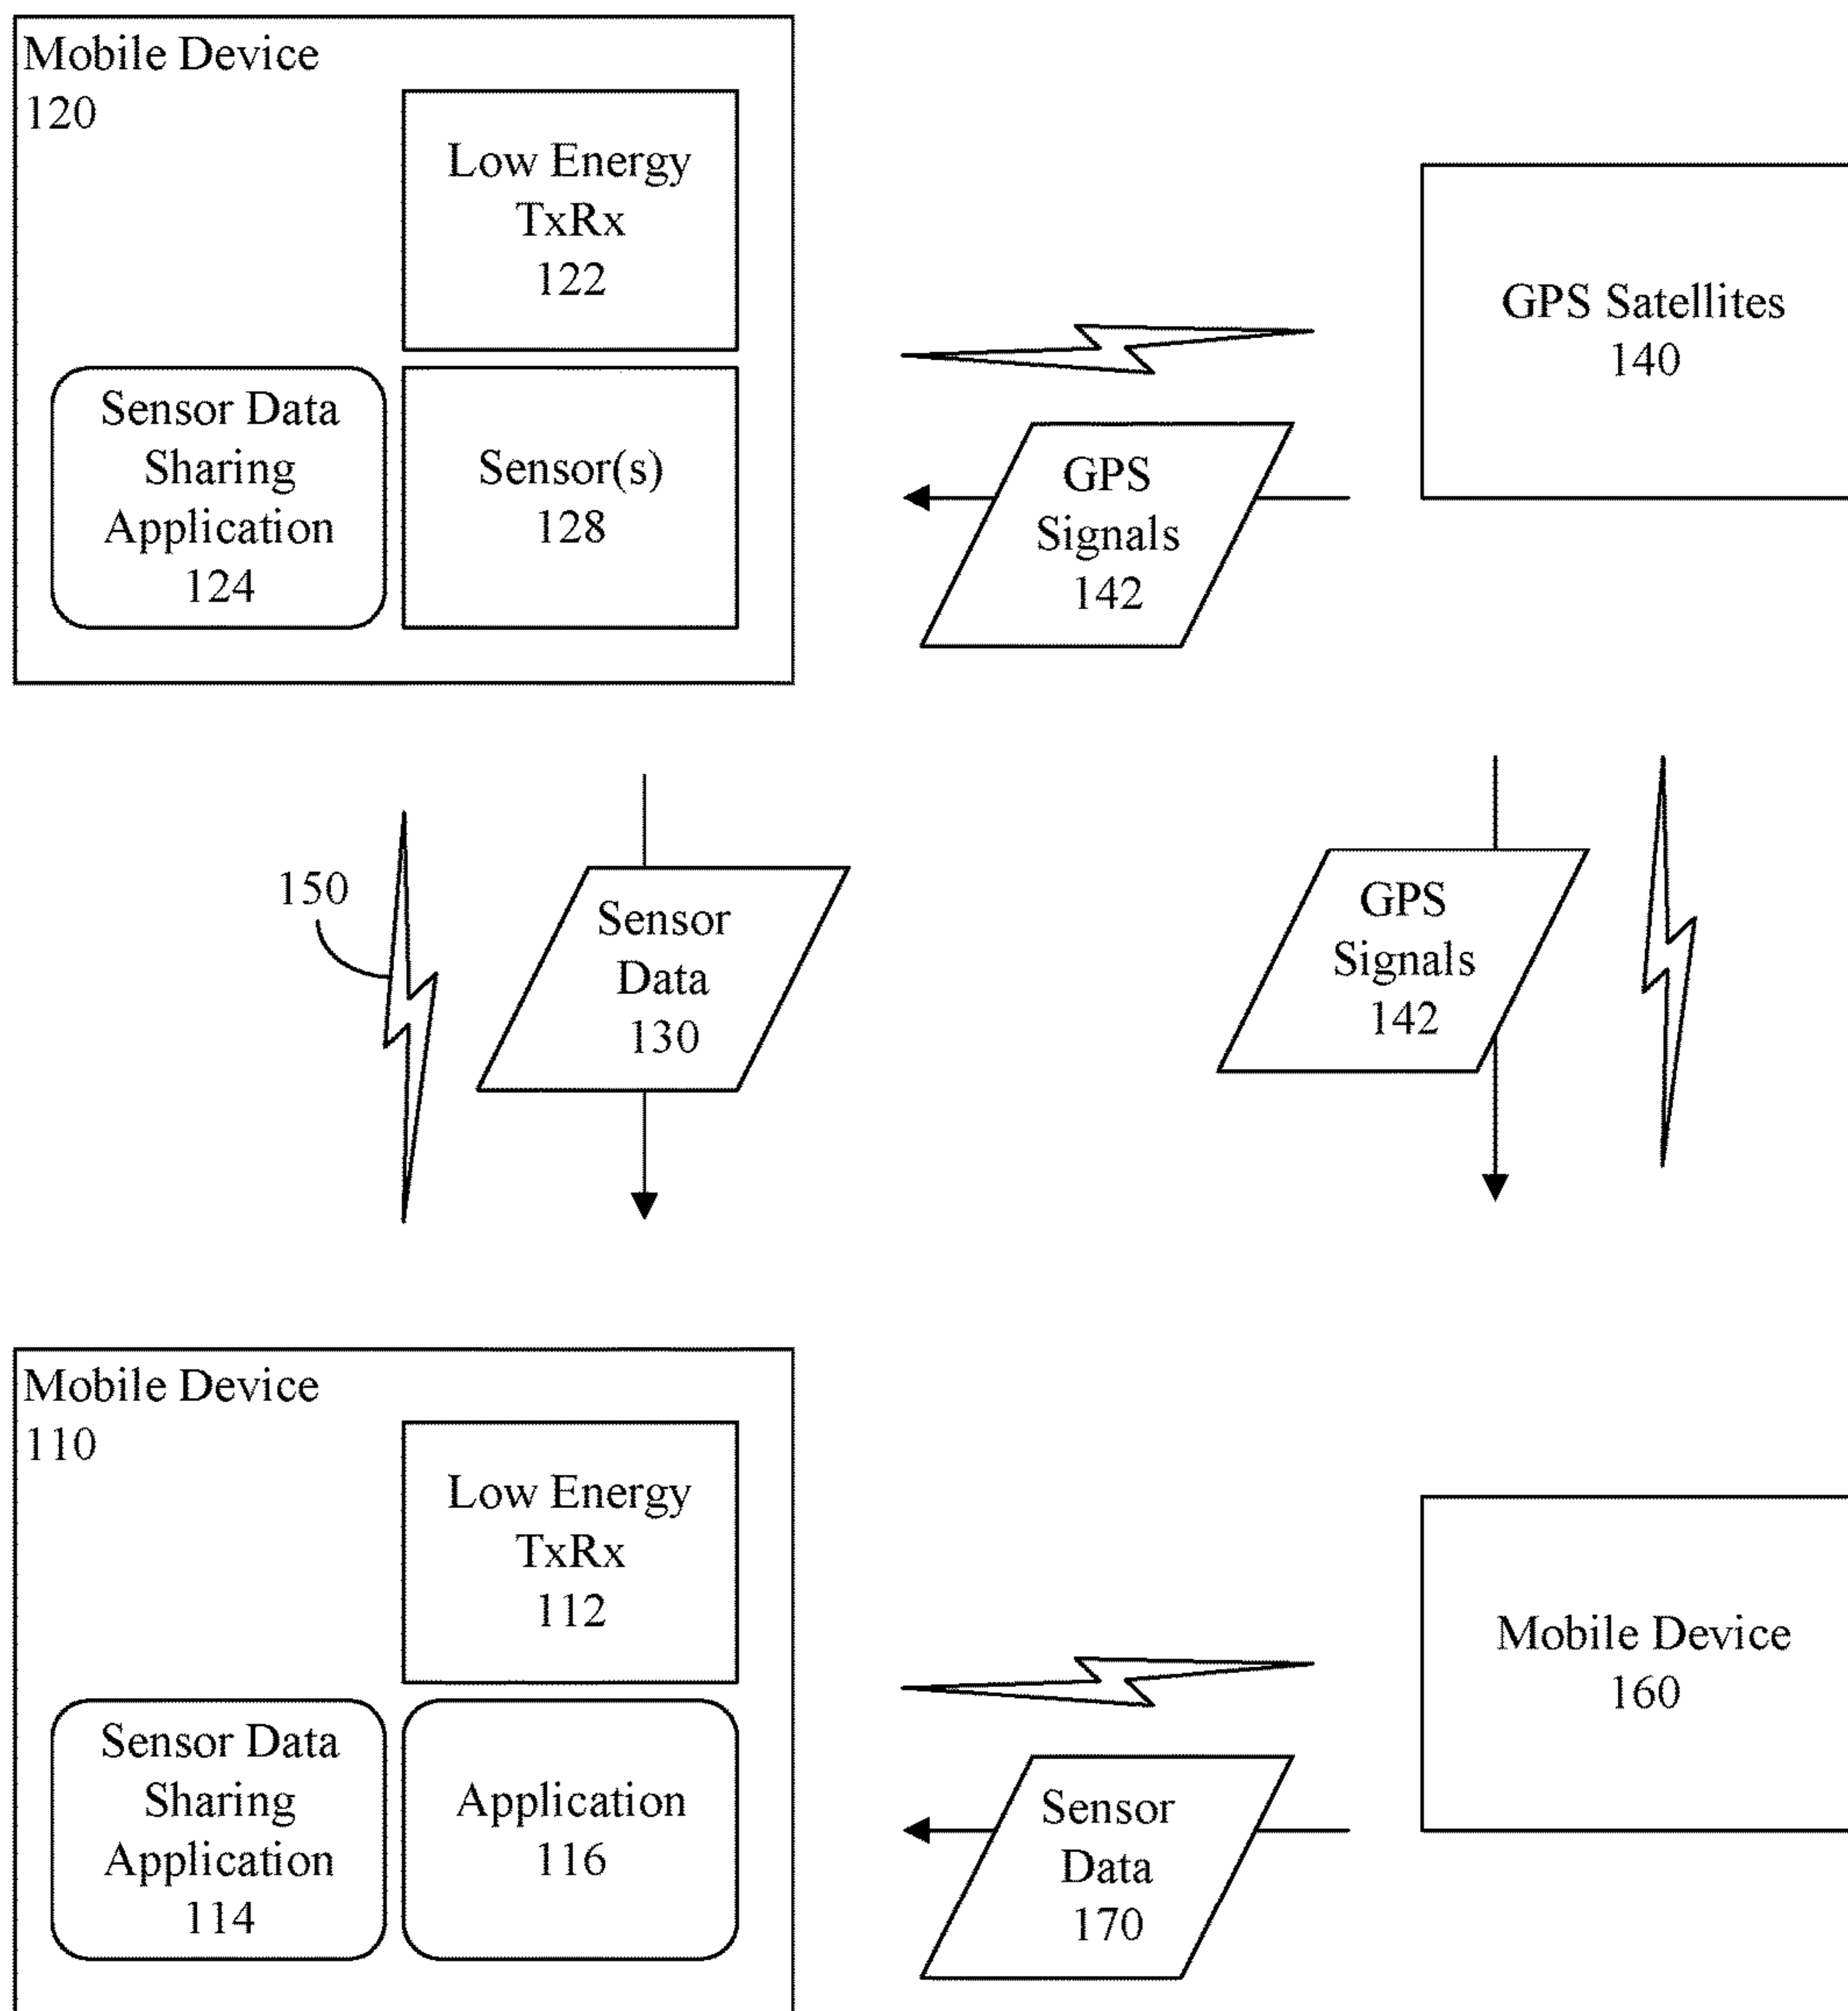 Mobile Device
120
Low Energy
TxRx
122
Sensor Data
Sharing
Application
124
Sensor(s)
128
GPS Satellites
140
GPS
Signals
142
150
Sensor
Data
130
GPS
Signals
142
Mobile Device
110
Low Energy
TxRx
112
Sensor Data
Sharing
Application
114
Application
116
Mobile Device
160
Sensor
Data
170